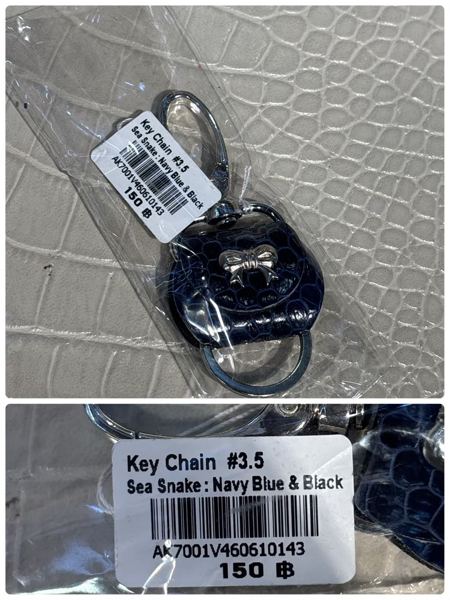 Key Chain #3.5
Sea Snake : Navy Blue & Black
AK7001V460610143
150 ฿
Key Chain #3.5
Sea Snake : Navy Blue & Black
AK7001V460610143
150 ฿